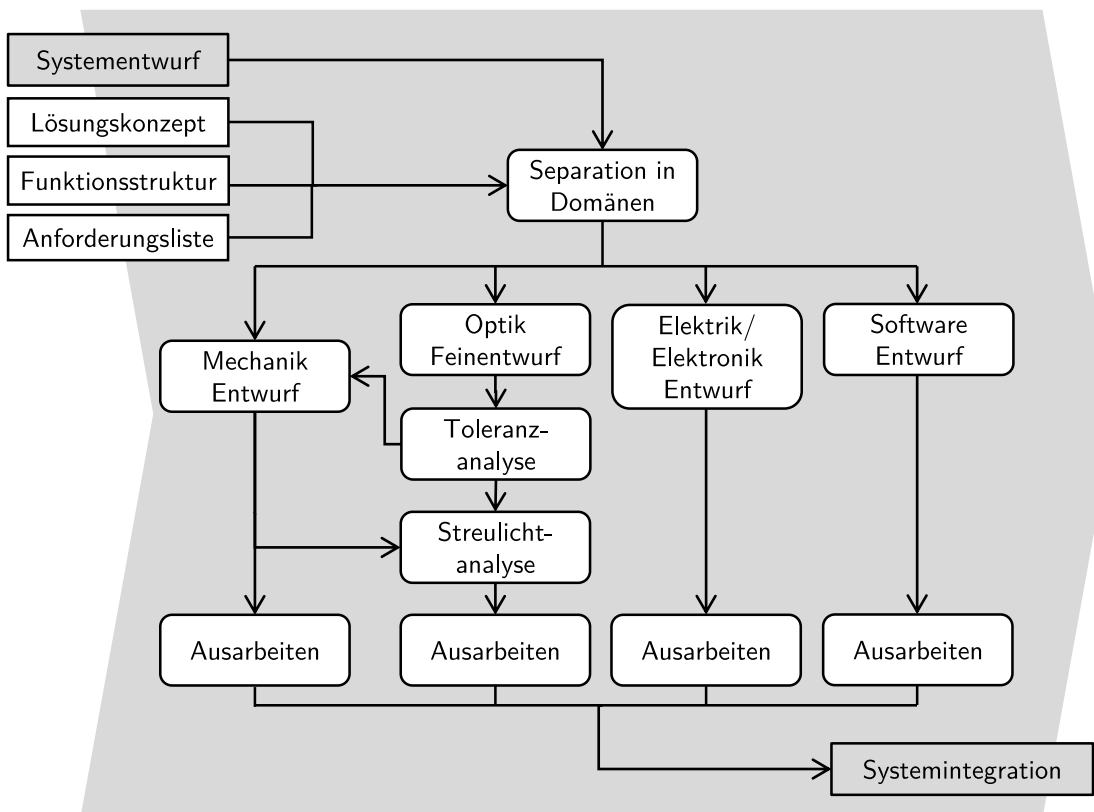 Systementwurf
Lösungskonzept
Funktionsstruktur
Anforderungsliste
Separation in
Domänen
Mechanik
Entwurf
Optik
Feinentwurf
Elektrik/
Elektronik
Entwurf
Software
Entwurf
Toleranz-
analyse
Streulicht-
analyse
Ausarbeiten
Ausarbeiten
Ausarbeiten
Ausarbeiten
Systemintegration